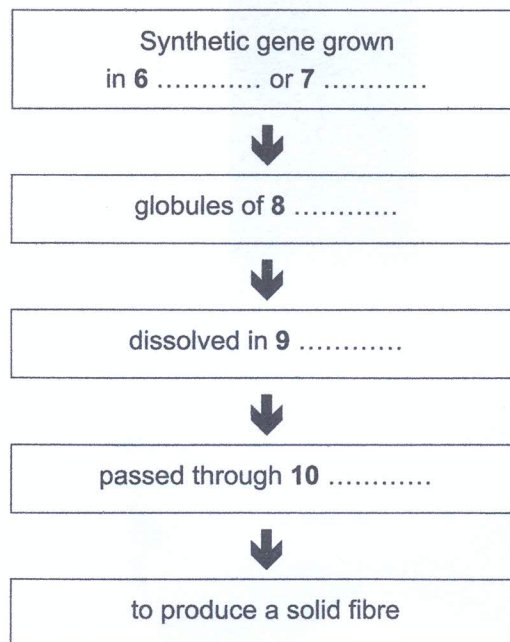 Synthetic gene grown
in 6 ............ or 7 .............
globules of 8 ............
dissolved in 9 ............
passed through 10 ............
to produce a solid fibre